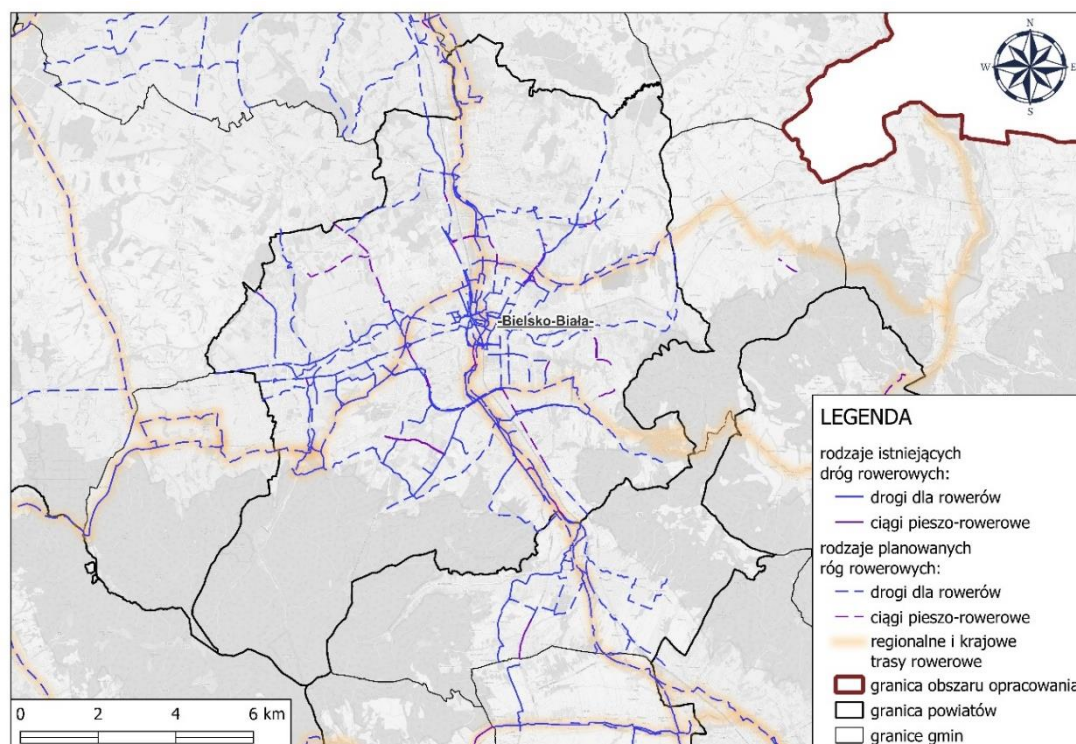 N
W
E
S
-Bielsko-Biała-
LEGENDA
rodzaje istniejących
dróg rowerowych:
drogi dla rowerów
ciągi pieszo-rowerowe
rodzaje planowanych
róg rowerowych:
drogi dla rowerów
ciągi pieszo-rowerowe
regionalne i krajowe
trasy rowerowe
granica obszaru opracowania
granica powiatów
granice gmin
0 2 4 6 km